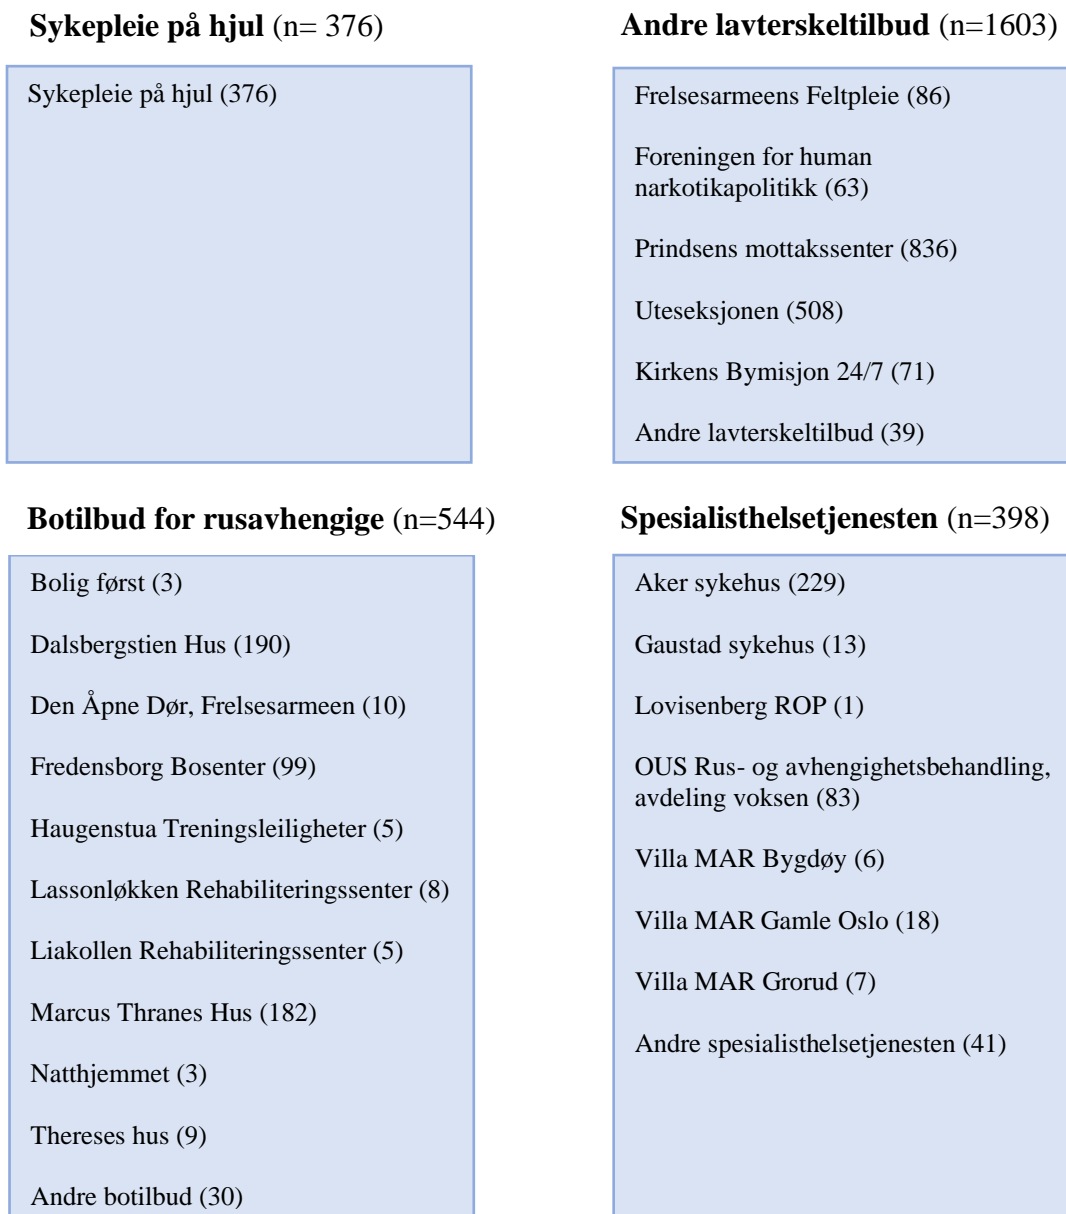 Sykepleie på hjul (n= 376)
Sykepleie på hjul (376)
Andre lavterskeltilbud (n=1603)
Frelsesarmeens Feltpleie (86)
Foreningen for human
narkotikapolitikk (63)
Prindsens mottakssenter (836)
Uteseksjonen (508)
Kirkens Bymisjon 24/7 (71)
Andre lavterskeltilbud (39)
Botilbud for rusavhengige (n=544)
Bolig først (3)
Dalsbergstien Hus (190)
Den Åpne Dør, Frelsesarmeen (10)
Fredensborg Bosenter (99)
Haugenstua Treningsleiligheter (5)
Lassonløkken Rehabiliteringssenter (8)
Liakollen Rehabiliteringssenter (5)
Marcus Thranes Hus (182)
Natthjemmet (3)
Thereses hus (9)
Andre botilbud (30)
Spesialisthelsetjenesten (n=398)
Aker sykehus (229)
Gaustad sykehus (13)
Lovisenberg ROP (1)
OUS Rus- og avhengighetsbehandling,
avdeling voksen (83)
Villa MAR Bygdøy (6)
Villa MAR Gamle Oslo (18)
Villa MAR Grorud (7)
Andre spesialisthelsetjenesten (41)